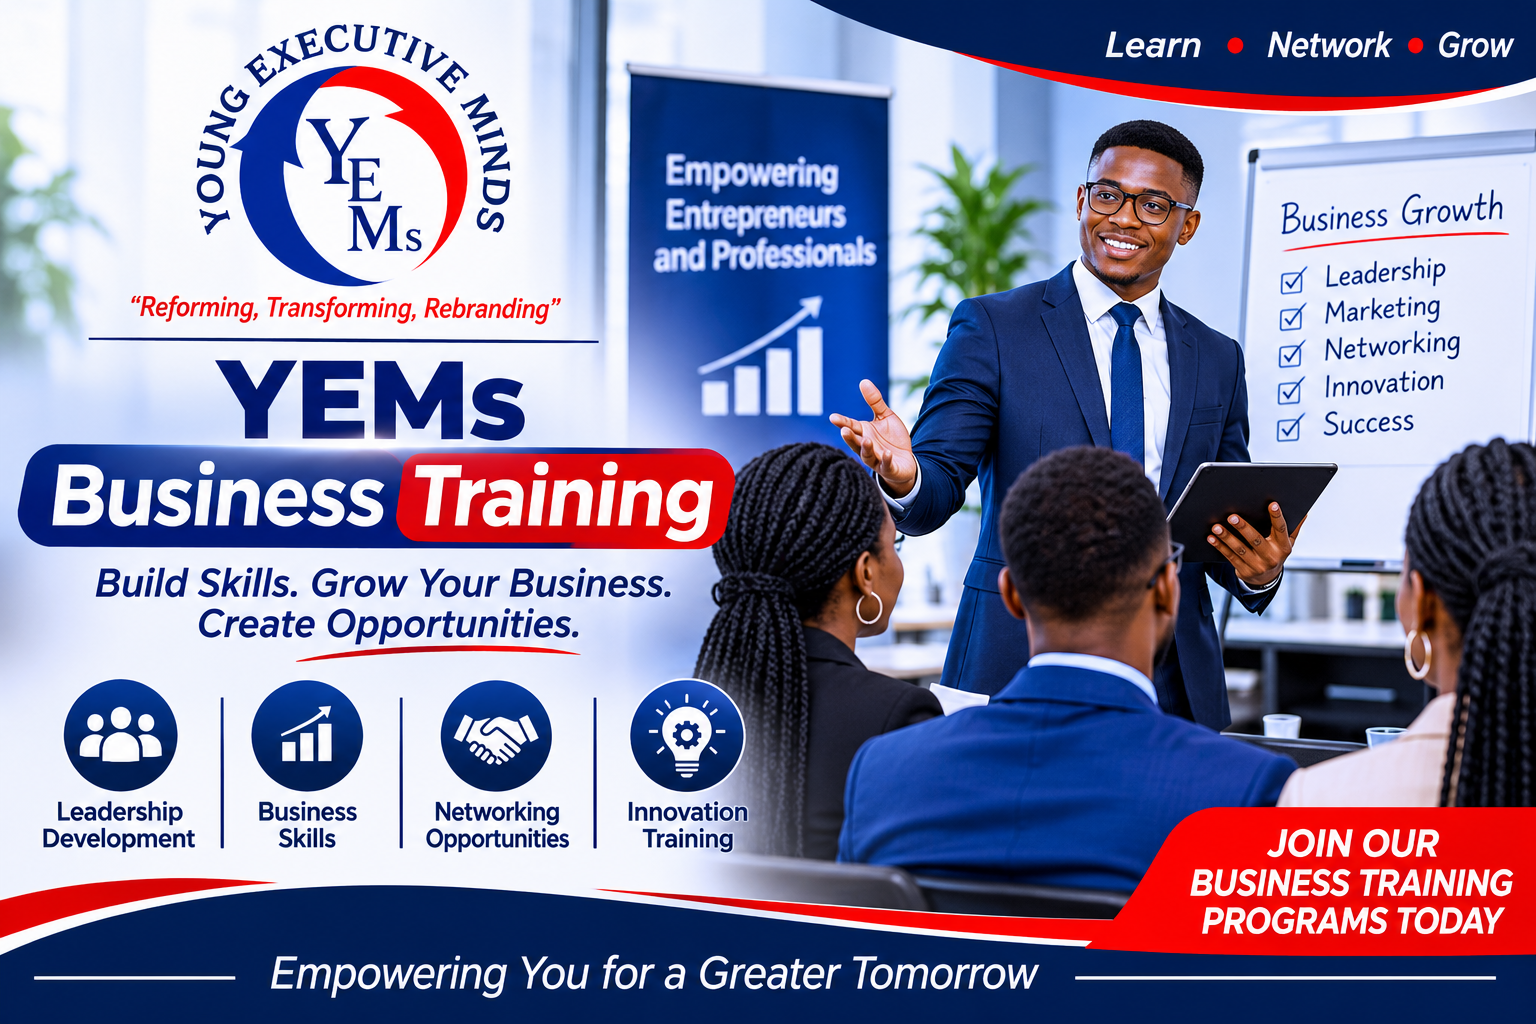 YOUNG EXECUTIVE MINDS
YEMs
"Reforming, Transforming, Rebranding"
YEMs
Business Training
Build Skills. Grow Your Business.
Create Opportunities.
Leadership
Development
Business
Skills
Networking
Opportunities
Innovation
Training
Learn • Network • Grow
Empowering
Entrepreneurs
and Professionals
Business Growth
Leadership
Marketing
Networking
Innovation
Success
JOIN OUR
BUSINESS TRAINING
PROGRAMS TODAY
Empowering You for a Greater Tomorrow